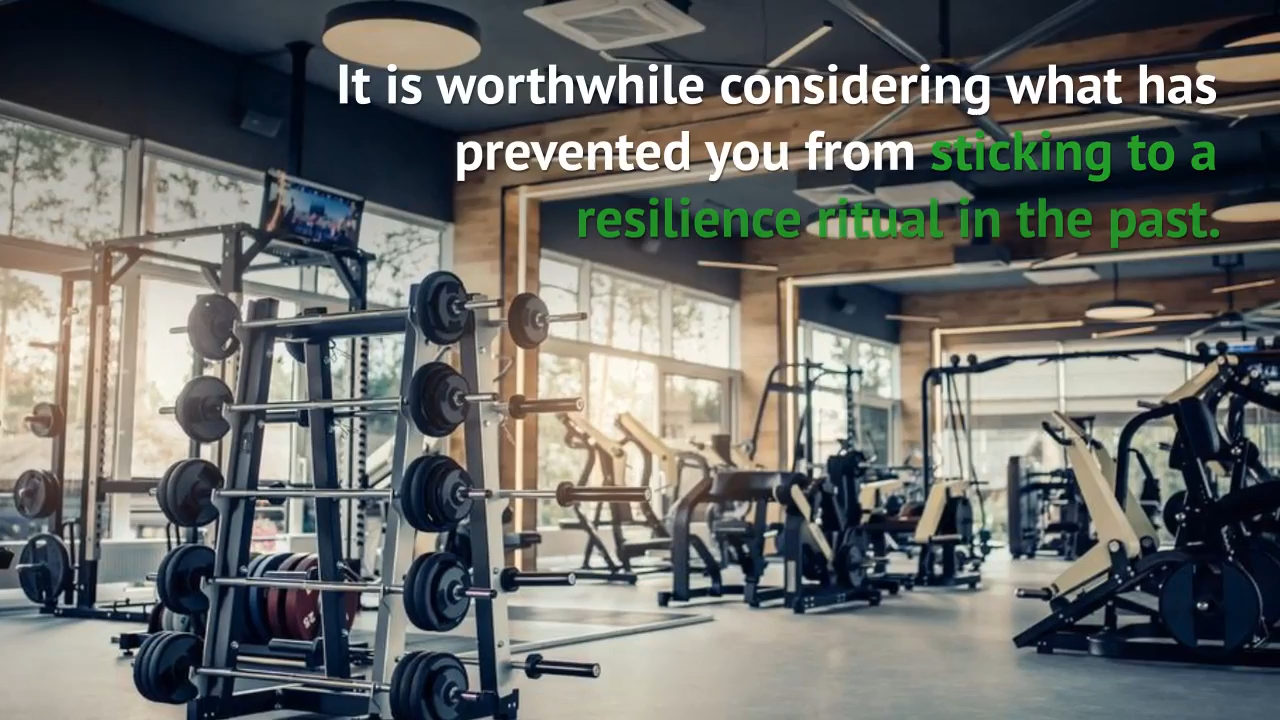 It is worthwhile considering what has
prevented you from sticking to a
resilience ritual in the past.